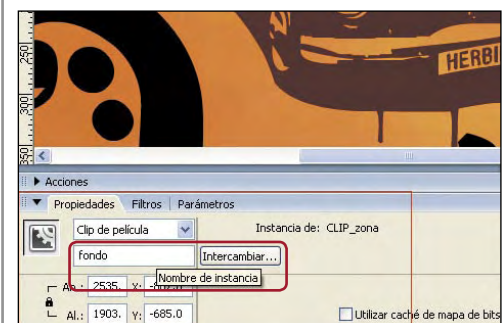 HERBI
250
300
350
Acciones
Propiedades Filtros Parámetros
Clip de película
Instancia de: CLIP_zona
fondo
Intercambiar...
Nombre de instancia
An.: 2535. X:
Al.: 1903. Y: -685.0
Utilizar caché de mapa de bits